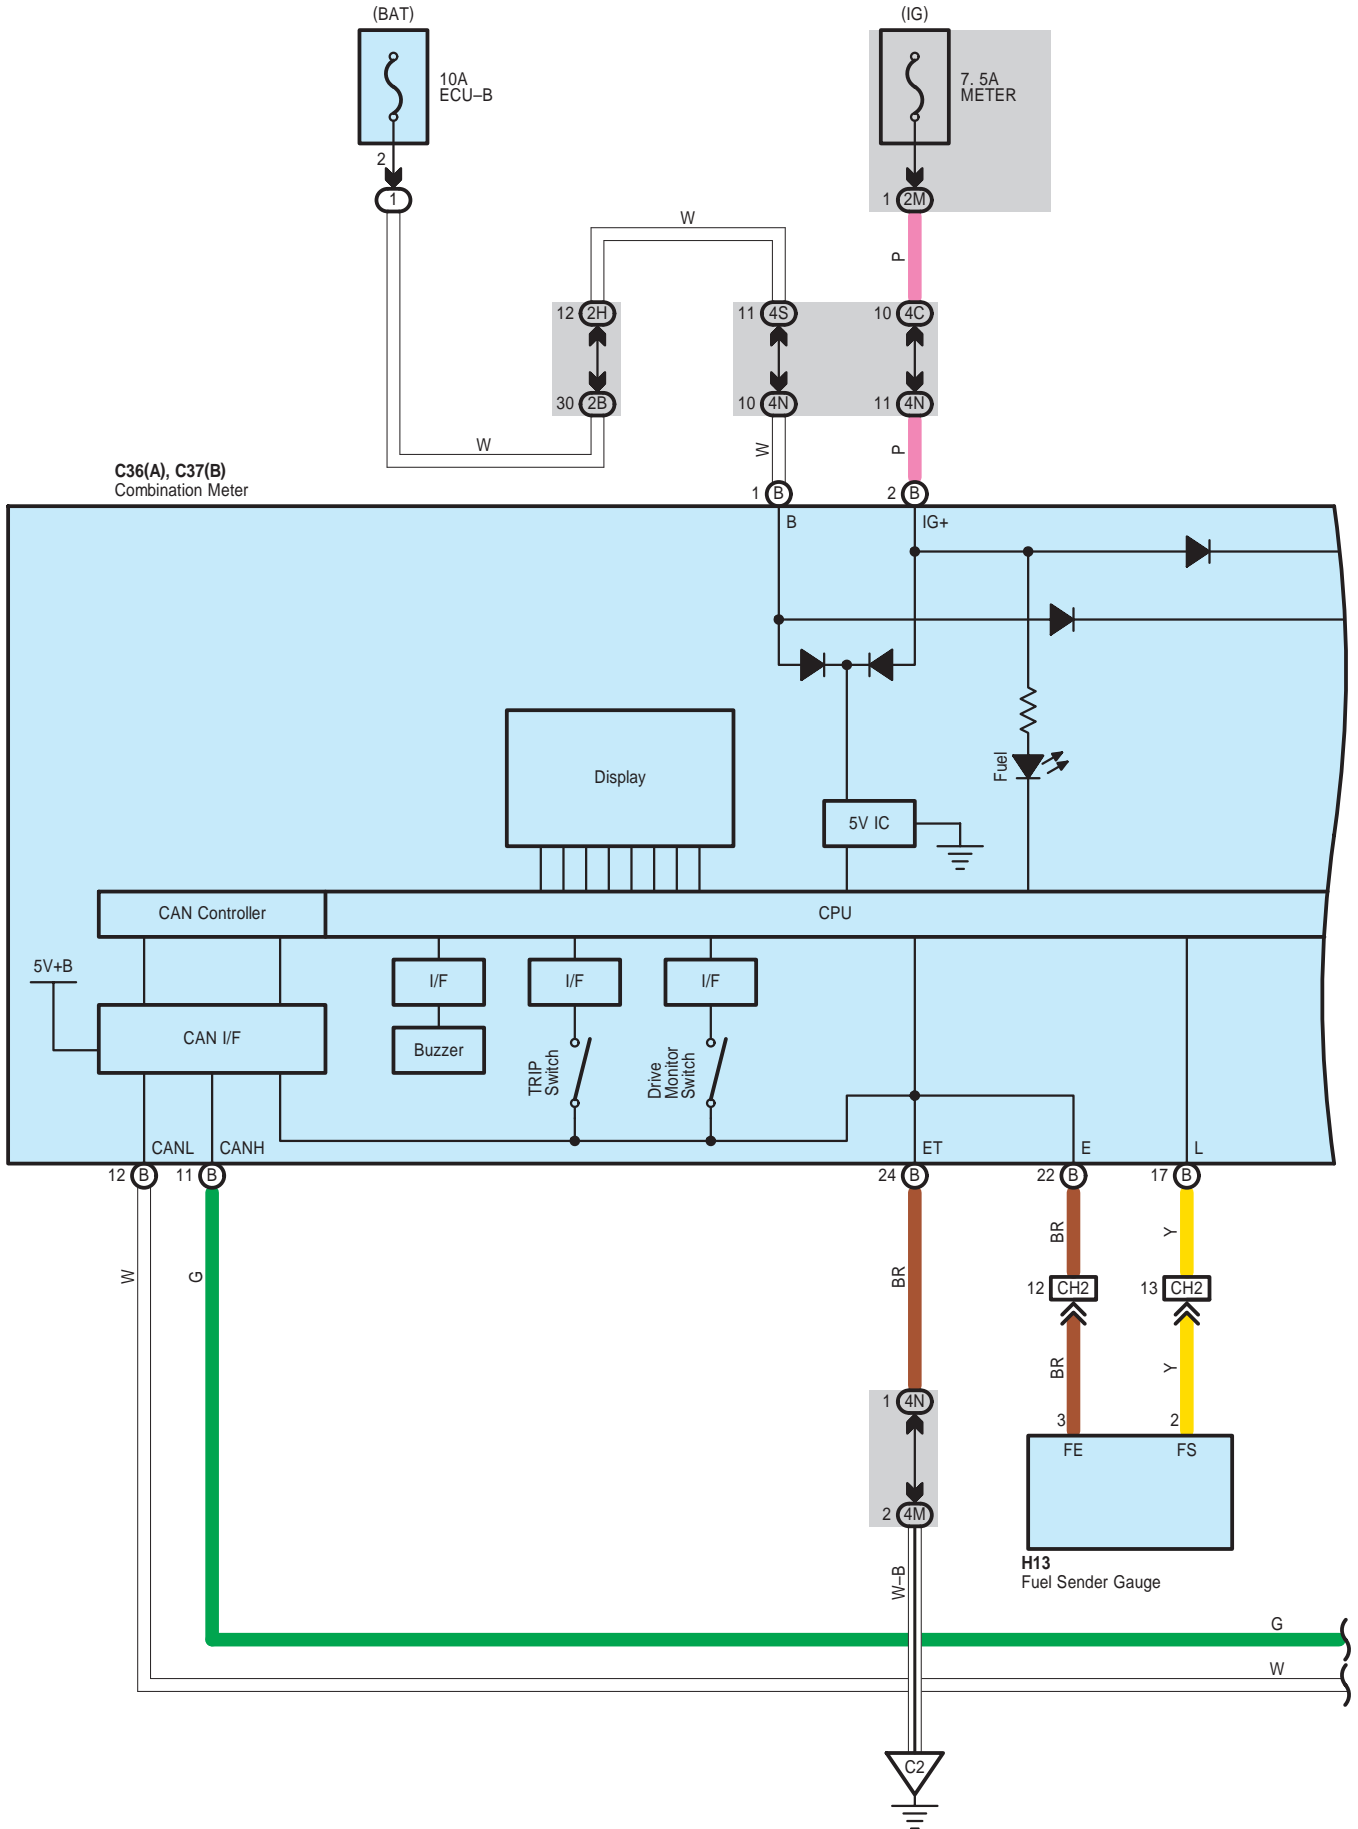 (BAT)
(IG)
10A
ECU–B
7. 5A
METER
2
1
1 2M
W
P
12 2H
11 4S
10 4C
30 2B
10 4N
11 4N
W
W
P
C36(A), C37(B)
Combination Meter
1 B
2 B
B
IG+
Display
Fuel
5V IC
CAN Controller
CPU
5V+B
I/F
I/F
I/F
CAN I/F
Buzzer
TRIP
Switch
Drive
Monitor
Switch
CANL
CANH
ET
E
L
12 B
11 B
24 B
22 B
17 B
W
G
BR
BR
Y
12 CH2
13 CH2
BR
Y
1 4N
3
2
FE
FS
2 4M
H13
Fuel Sender Gauge
W–B
G
W
C2